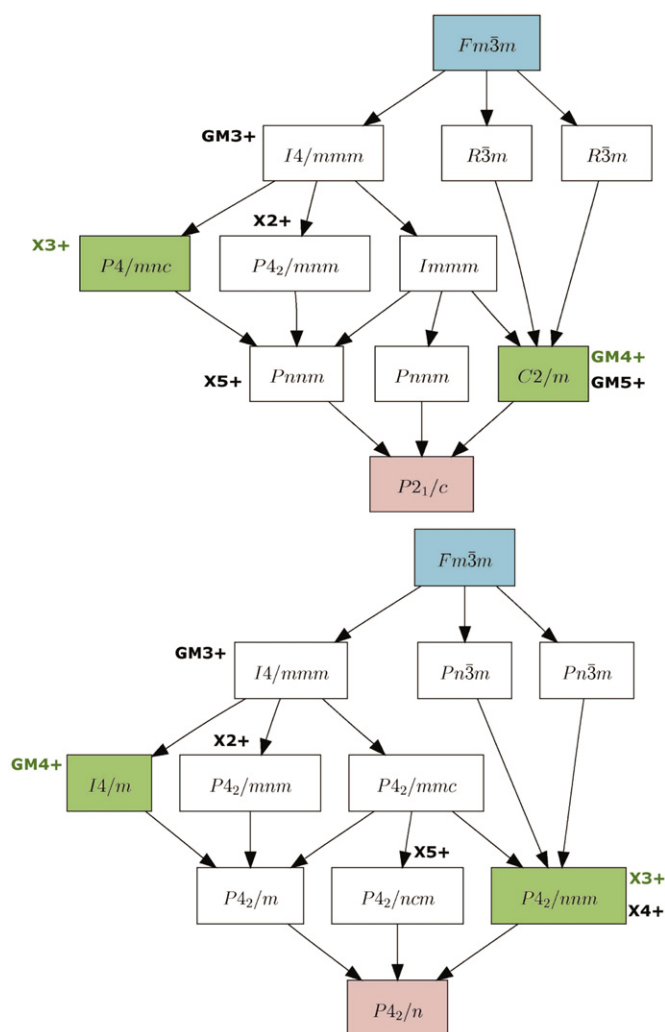 Fm3̄m
GM3+
I4/mmm
R3̄m
R3̄m
X3+
X2+
P4/mnc
P4₂/mnm
Immm
GM4+
X5+
Pnnm
Pnnm
C2/m
GM5+
P2₁/c
Fm3̄m
GM3+
I4/mmm
Pn3̄m
Pn3̄m
X2+
GM4+
I4/m
P4₂/mnm
P4₂/mmc
X5+
X3+
P4₂/m
P4₂/ncm
P4₂/nnm
X4+
P4₂/n